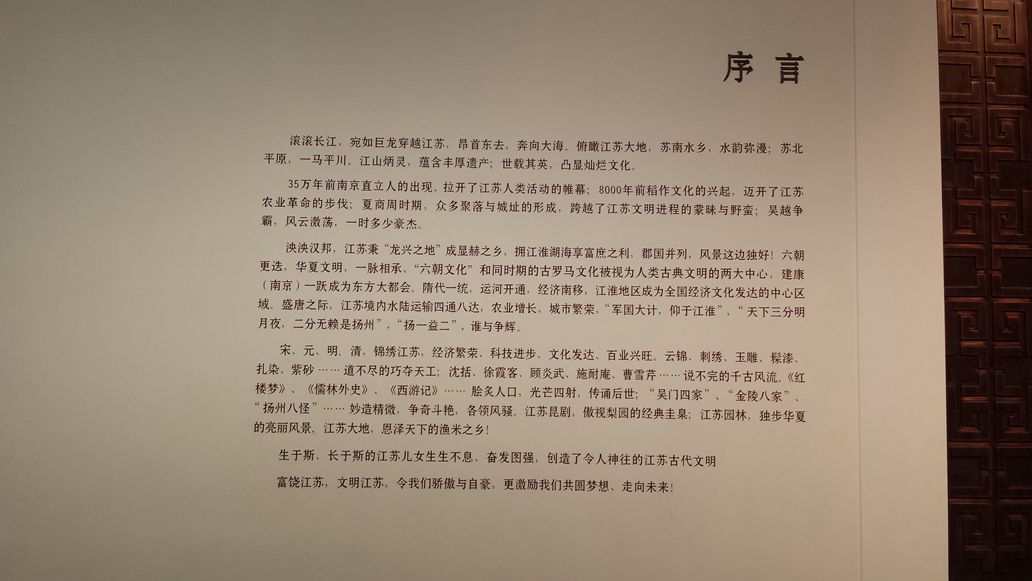 序言
滚滚长江，宛如巨龙穿越江苏，昂首东去，奔向大海。俯瞰江苏大地，苏南水乡，水韵弥漫；苏北
平原，一马平川。江山炳灵，蕴含丰厚遗产；世载其英，凸显灿烂文化。
35万年前南京直立人的出现，拉开了江苏人类活动的帷幕；8000年前稻作文化的兴起，迈开了江苏
农业革命的步伐；夏商周时期，众多聚落与城址的形成，跨越了江苏文明进程的蒙昧与野蛮；吴越争
霸，风云激荡，一时多少豪杰。
泱泱汉邦，江苏秉“龙兴之地”成显赫之乡，拥江淮湖海享富庶之利，郡国并列，风景这边独好！六朝
更迭，华夏文明，一脉相承，“六朝文化”和同时期的古罗马文化被视为人类古典文明的两大中心，建康
（南京）一跃成为东方大都会。隋代一统，运河开通，经济南移，江淮地区成为全国经济文化发达的中心区
域。盛唐之际，江苏境内水陆运输四通八达，农业增长，城市繁荣，“军国大计，仰于江淮”，“天下三分明
月夜，二分无赖是扬州”，“扬一益二”，谁与争辉。
宋、元、明、清，锦绣江苏，经济繁荣、科技进步、文化发达、百业兴旺。云锦、刺绣、玉雕、髹漆、
扎染、紫砂……道不尽的巧夺天工；沈括、徐霞客、顾炎武、施耐庵、曹雪芹……说不完的千古风流。《红
楼梦》、《儒林外史》、《西游记》……脍炙人口，光芒四射，传诵后世；“吴门四家”、“金陵八家”、
“扬州八怪”……妙造精微，争奇斗艳，各领风骚。江苏昆剧，傲视梨园的经典圭臬；江苏园林，独步华夏
的亮丽风景，江苏大地，恩泽天下的渔米之乡！
生于斯、长于斯的江苏儿女生生不息、奋发图强，创造了令人神往的江苏古代文明
富饶江苏，文明江苏，令我们骄傲与自豪，更激励我们共圆梦想、走向未来！